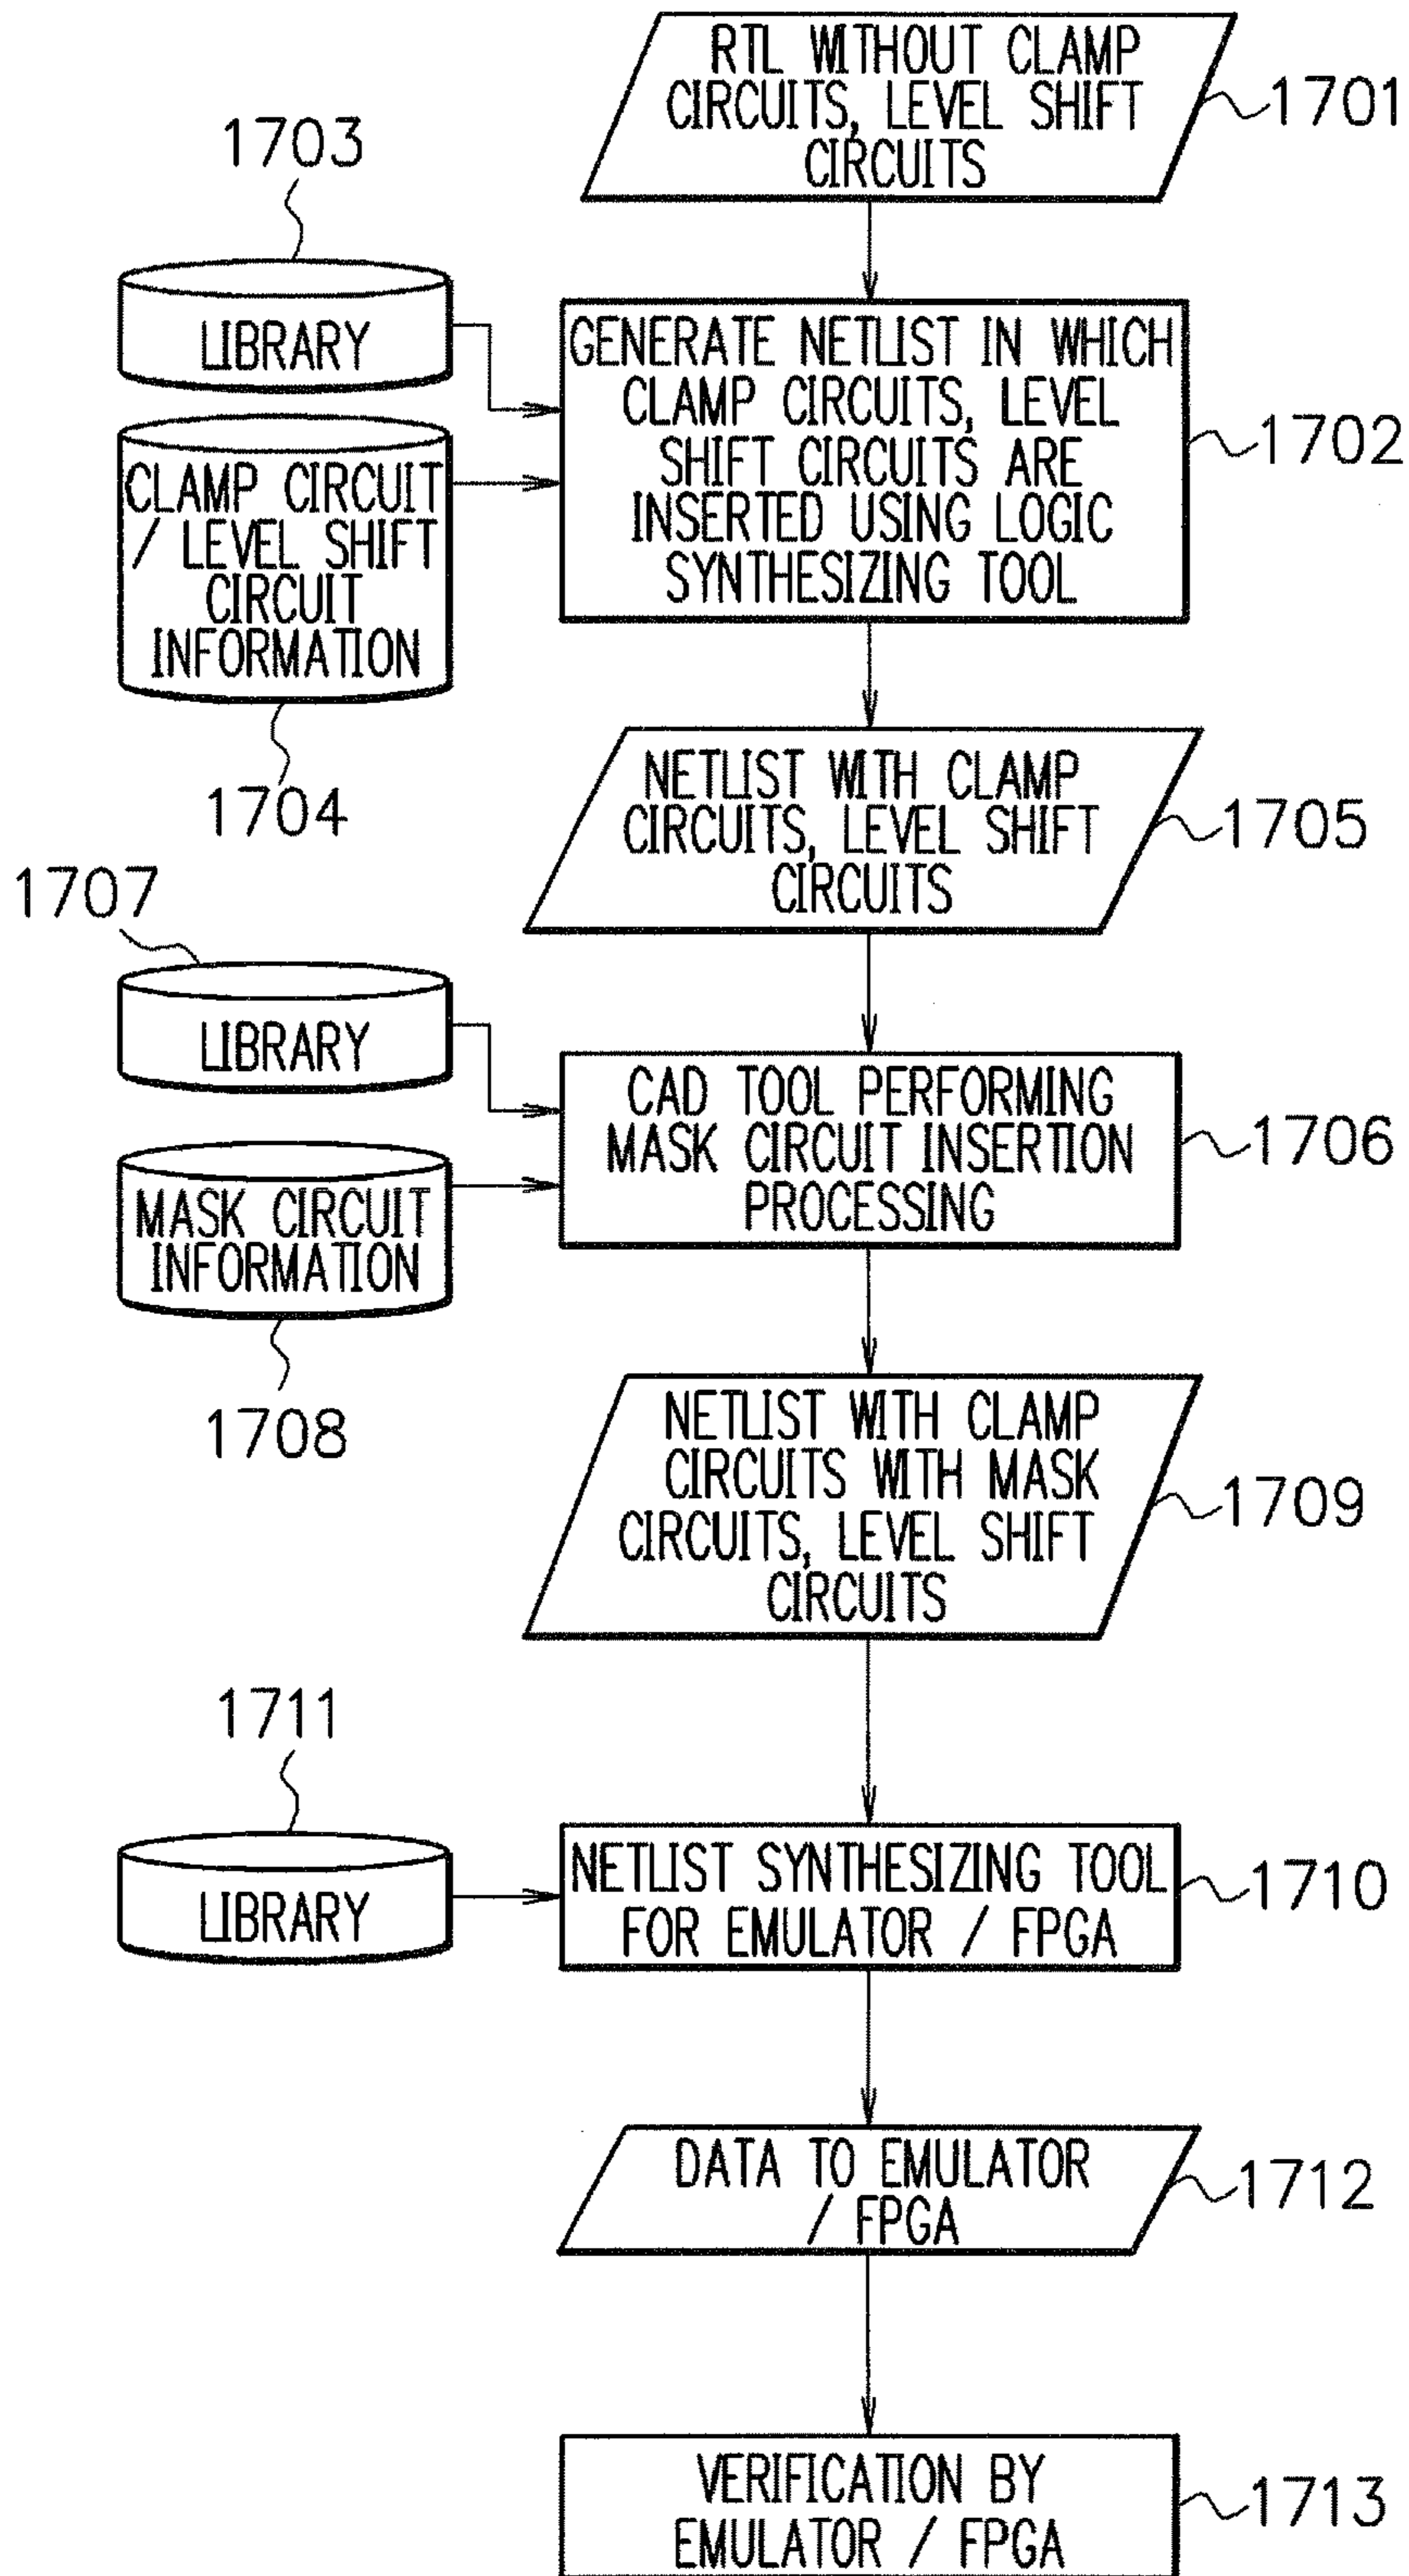 RTL WITHOUT CLAMP
CIRCUITS, LEVEL SHIFT
CIRCUITS
1701
1703
LIBRARY
GENERATE NETLIST IN WHICH
CLAMP CIRCUITS, LEVEL
SHIFT CIRCUITS ARE
INSERTED USING LOGIC
SYNTHESIZING TOOL
1702
CLAMP CIRCUIT
/ LEVEL SHIFT
CIRCUIT
INFORMATION
1704
NETLIST WITH CLAMP
CIRCUITS, LEVEL SHIFT
CIRCUITS
1705
1707
LIBRARY
CAD TOOL PERFORMING
MASK CIRCUIT INSERTION
PROCESSING
1706
MASK CIRCUIT
INFORMATION
1708
NETLIST WITH CLAMP
CIRCUITS WITH MASK
CIRCUITS, LEVEL SHIFT
CIRCUITS
1709
1711
LIBRARY
NETLIST SYNTHESIZING TOOL
FOR EMULATOR / FPGA
1710
DATA TO EMULATOR
/ FPGA
1712
VERIFICATION BY
EMULATOR / FPGA
1713